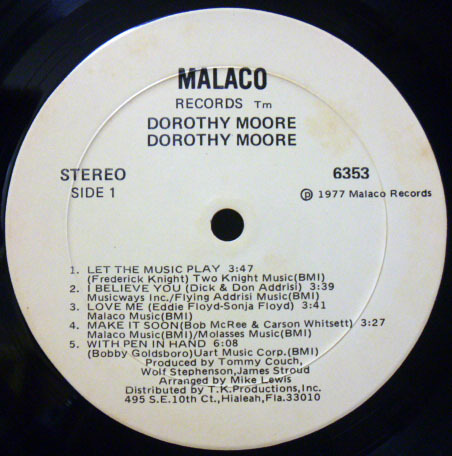 MALACO
RECORDS Tm
DOROTHY MOORE
DOROTHY MOORE
STEREO
SIDE 1
6353
℗ 1977 Malaco Records
1. LET THE MUSIC PLAY 3:47
(Frederick Knight) Two Knight Music(BMI)
2. I BELIEVE YOU (Dick & Don Addrisi) 3:39
Musicways Inc./Flying Addrisi Music(BMI)
3. LOVE ME (Eddie Floyd-Sonja Floyd) 3:41
Malaco Music(BMI)
4. MAKE IT SOON(Bob McRee & Carson Whitsett) 3:27
Malaco Music(BMI)/Molasses Music(BMI)
5. WITH PEN IN HAND 6:08
(Bobby Goldsboro)Uart Music Corp.(BMI)
Produced by Tommy Couch,
Wolf Stephenson,James Stroud
Arranged by Mike Lewis
Distributed by T.K.Productions,Inc.
495 S.E.10th Ct.,Hialeah,Fla.33010